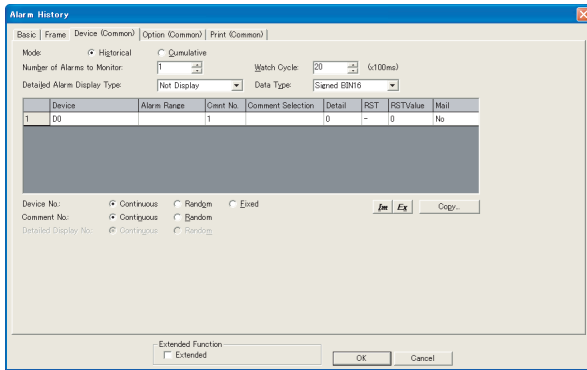 Alarm History
Basic Frame Device (Common) Option (Common) Print (Common)
Mode: Historical Cumulative
Number of Alarms to Monitor: 1 Watch Cycle: 20 (x100ms)
Detailed Alarm Display Type: Not Display Data Type: Signed BIN16
Device Alarm Range Cmnt No. Comment Selection Detail RST RSTValue Mail
1 D0 1 0 - 0 No
Device No.: Continuous Random Fixed Im Ex Copy...
Comment No.: Continuous Random
Detailed Display No.: Continuous Random
Extended Function
Extended
OK Cancel